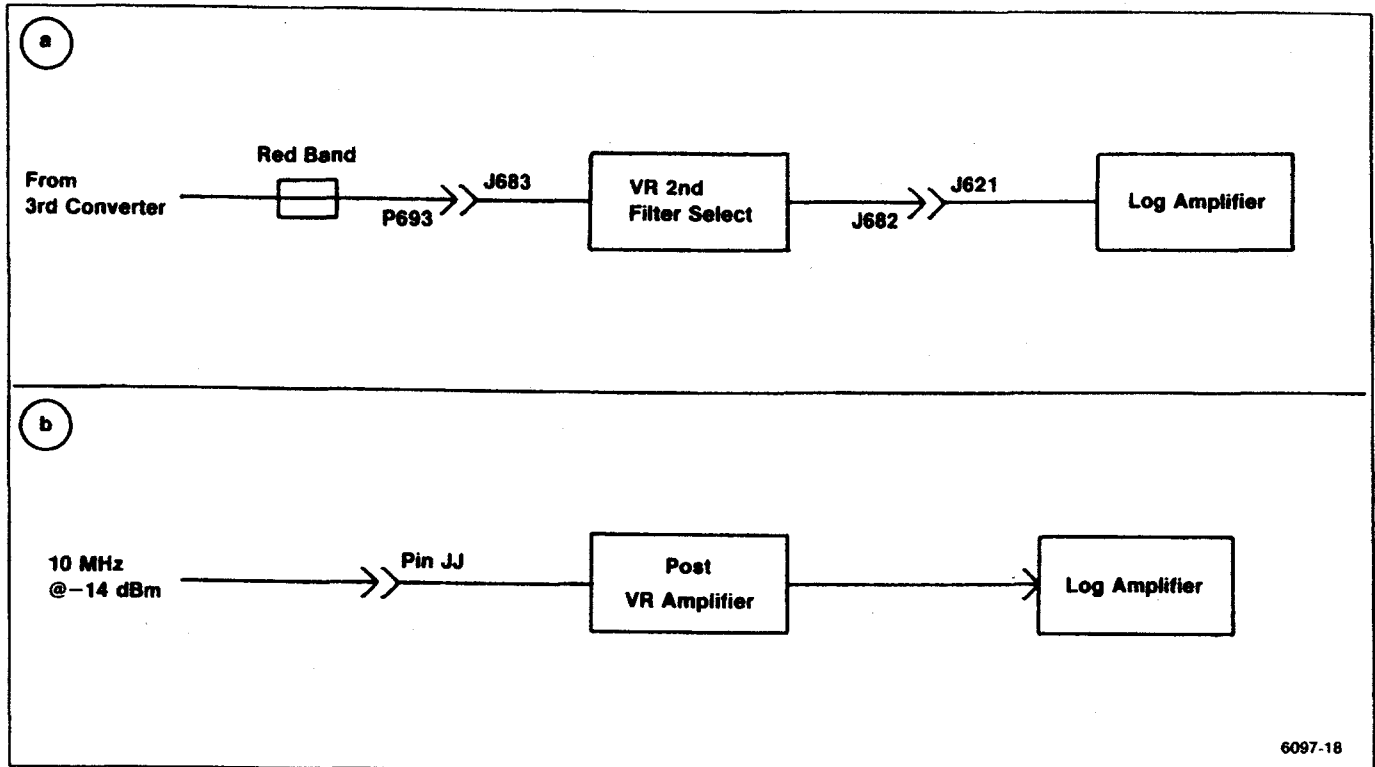 a
Red Band
From
3rd Converter
P693
J683
VR 2nd
Filter Select
J682
J621
Log Amplifier
b
10 MHz
@−14 dBm
Pin JJ
Post
VR Amplifier
Log Amplifier
6097-18